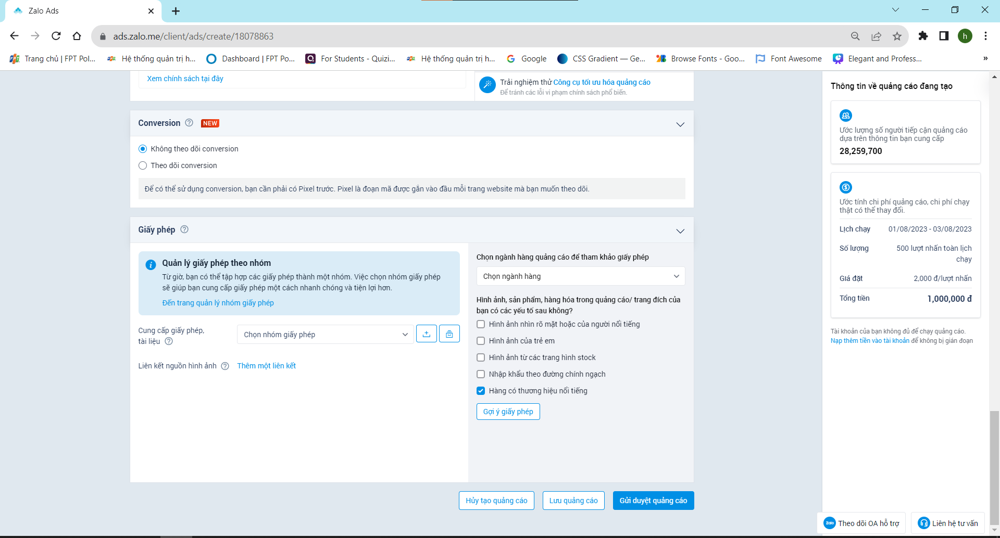 Zalo Ads
ads.zalo.me/client/ads/create/18078863
h
Trang chủ | FPT Pol...
Hệ thống quản trị h...
Dashboard | FPT Po...
For Students - Quizi...
Hệ thống quản trị h...
Google
CSS Gradient — Ge...
Browse Fonts - Goo...
Font Awesome
Elegant and Profess...
»
Xem chính sách tại đây
Trải nghiệm thử Công cụ tối ưu hóa quảng cáo
Để tránh các lỗi vi phạm chính sách phổ biến.
Conversion ? NEW
Không theo dõi conversion
Theo dõi conversion
Để có thể sử dụng conversion, bạn cần phải có Pixel trước. Pixel là đoạn mã được gắn vào đầu mỗi trang website mà bạn muốn theo dõi.
Giấy phép ?
Quản lý giấy phép theo nhóm
Từ giờ, bạn có thể tập hợp các giấy phép thành một nhóm. Việc chọn nhóm giấy phép
sẽ giúp bạn cung cấp giấy phép một cách nhanh chóng và tiện lợi hơn.
Đến trang quản lý nhóm giấy phép
Cung cấp giấy phép,
tài liệu ?
Chọn nhóm giấy phép
Liên kết nguồn hình ảnh ?
Thêm một liên kết
Chọn ngành hàng quảng cáo để tham khảo giấy phép
Chọn ngành hàng
Hình ảnh, sản phẩm, hàng hóa trong quảng cáo/ trang đích của
bạn có các yếu tố sau không?
Hình ảnh nhìn rõ mặt hoặc của người nổi tiếng
Hình ảnh của trẻ em
Hình ảnh từ các trang hình stock
Nhập khẩu theo đường chính ngạch
Hàng có thương hiệu nổi tiếng
Gợi ý giấy phép
Hủy tạo quảng cáo
Lưu quảng cáo
Gửi duyệt quảng cáo
Thông tin về quảng cáo đang tạo
Ước lượng số người tiếp cận quảng cáo
dựa trên thông tin bạn cung cấp
28,259,700
Ước tính chi phí quảng cáo, chi phí chạy
thật có thể thay đổi.
Lịch chạy 01/08/2023 - 03/08/2023
Số lượng 500 lượt nhấn toàn lịch
chạy
Giá đặt 2,000 đ/lượt nhấn
Tổng tiền 1,000,000 đ
Tài khoản của bạn không đủ để chạy quảng cáo.
Nạp thêm tiền vào tài khoản để không bị gián đoạn
Zalo Theo dõi OA hỗ trợ
Liên hệ tư vấn